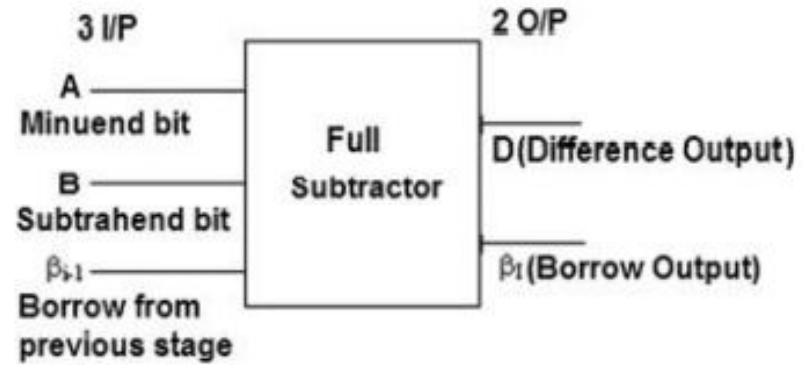 3 I/P
2 O/P
A
Minuend bit
B
Subtrahend bit
βi-1
Borrow from
previous stage
Full
Subtractor
D(Difference Output)
βI(Borrow Output)